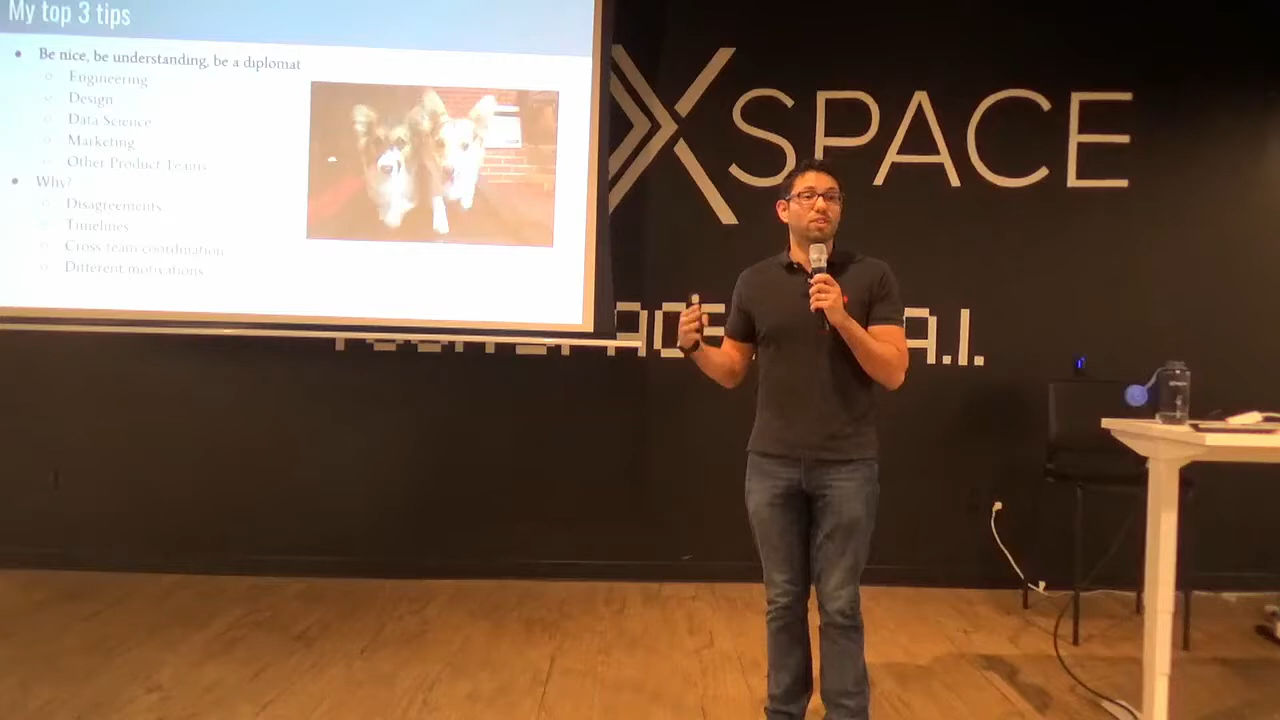 My top 3 tips
Be nice, be understanding, be a diplomat
Engineering
Design
Data Science
Marketing
Other Product Teams
Why?
Disagreements
Timelines
Cross team coordination
Different motivations
XSPACE
A.I.